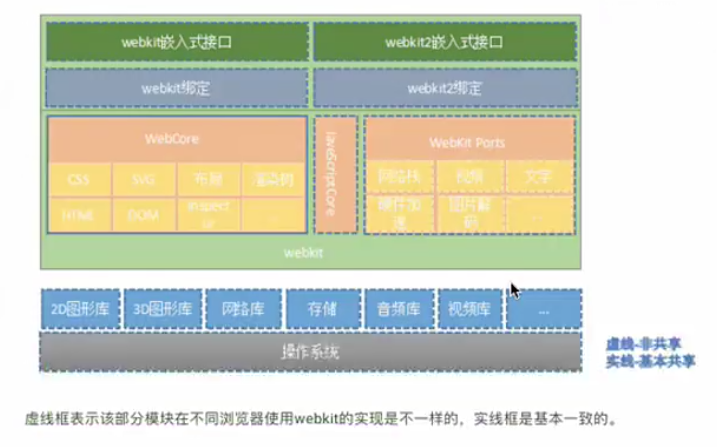 webkit嵌入式接口
webkit2嵌入式接口
webkit绑定
webkit2绑定
WebCore
JavaScriptCore
WebKit Ports
CSS
SVG
布局
渲染树
网络栈
视频
文字
HTML
DOM
Inspect
or
...
硬件加
速
图片解
码
...
webkit
2D图形库
3D图形库
网络库
存储
音频库
视频库
...
操作系统
虚线-非共享
实线-基本共享
虚线框表示该部分模块在不同浏览器使用webkit的实现是不一样的，实线框是基本一致的。